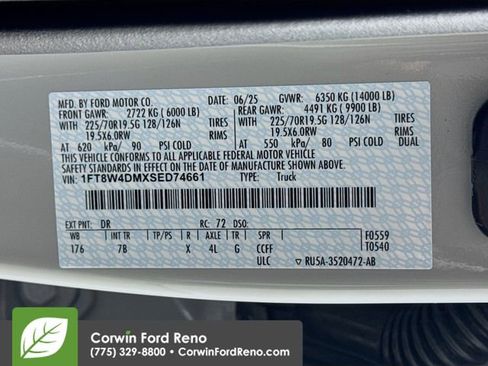 MFD. BY FORD MOTOR CO.
DATE: 06/25 GVWR: 6350 KG (14000 LB)
FRONT GAWR: 2722 KG ( 6000 LB) REAR GAWR: 4491 KG ( 9900 LB)
WITH 225/70R19.5G 128/126N TIRES WITH 225/70R19.5G 128/126N TIRES
19.5X6.0RW RIMS 19.5X6.0RW RIMS
AT 620 kPa/ 90 PSI COLD AT 550 kPa/ 80 PSI COLD DUAL
THIS VEHICLE CONFORMS TO ALL APPLICABLE FEDERAL MOTOR VEHICLE SAFETY STANDARDS IN EFFECT ON THE DATE OF MANUFACTURE SHOWN ABOVE.
VIN: 1FT8W4DMXSED74661 TYPE: Truck
EXT PNT: DR RC: 72 DSO: F0559
WB INT TR TP/PS R AXLE TR SPR T0540
176 7B X 4L G CCFF
ULC ▽ RU5A-3520472-AB
Corwin Ford Reno
(775) 329-8800 • CorwinFordReno.com